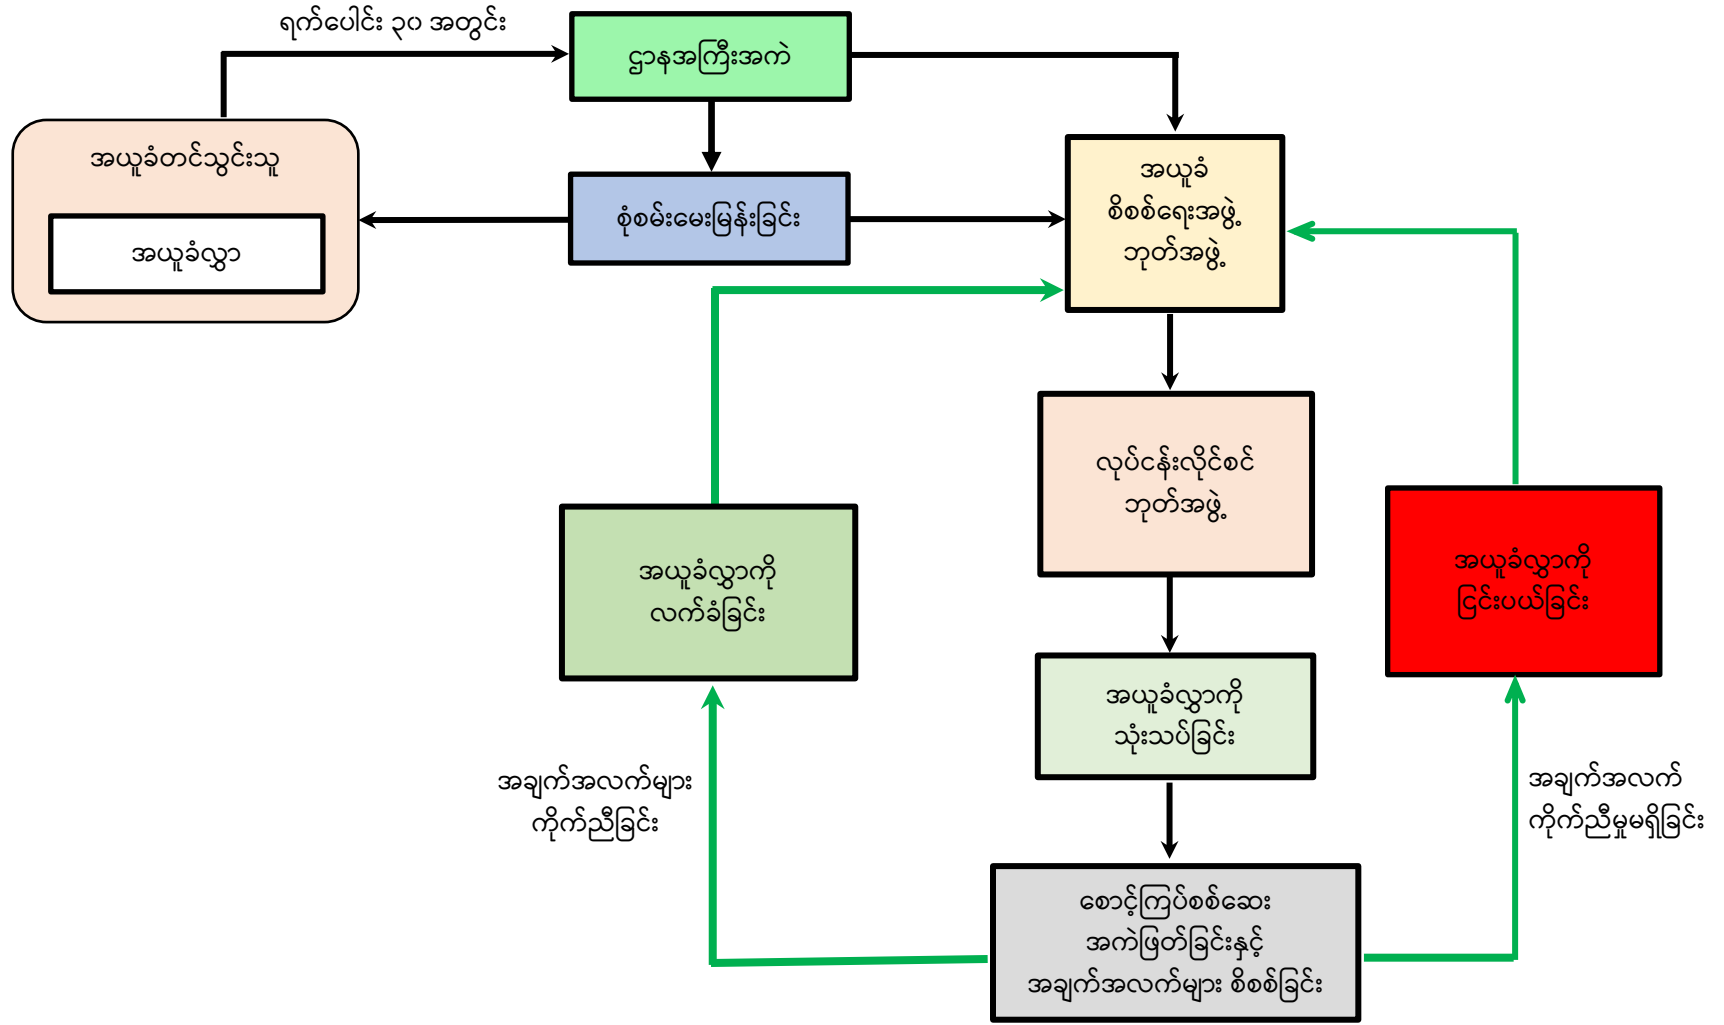 ရက်ပေါင်း ၃၀ အတွင်း
ဌာနအကြီးအကဲ
အယူခံတင်သွင်းသူ
အယူခံလွှာ
စုံစမ်းမေးမြန်းခြင်း
အယူခံ
စိစစ်ရေးအဖွဲ့
ဘုတ်အဖွဲ့
လုပ်ငန်းလိုင်စင်
ဘုတ်အဖွဲ့
အယူခံလွှာကို
လက်ခံခြင်း
အယူခံလွှာကို
ငြင်းပယ်ခြင်း
အယူခံလွှာကို
သုံးသပ်ခြင်း
အချက်အလက်များ
ကိုက်ညီခြင်း
အချက်အလက်
ကိုက်ညီမှုမရှိခြင်း
စောင့်ကြပ်စစ်ဆေး
အကဲဖြတ်ခြင်းနှင့်
အချက်အလက်များ စိစစ်ခြင်း